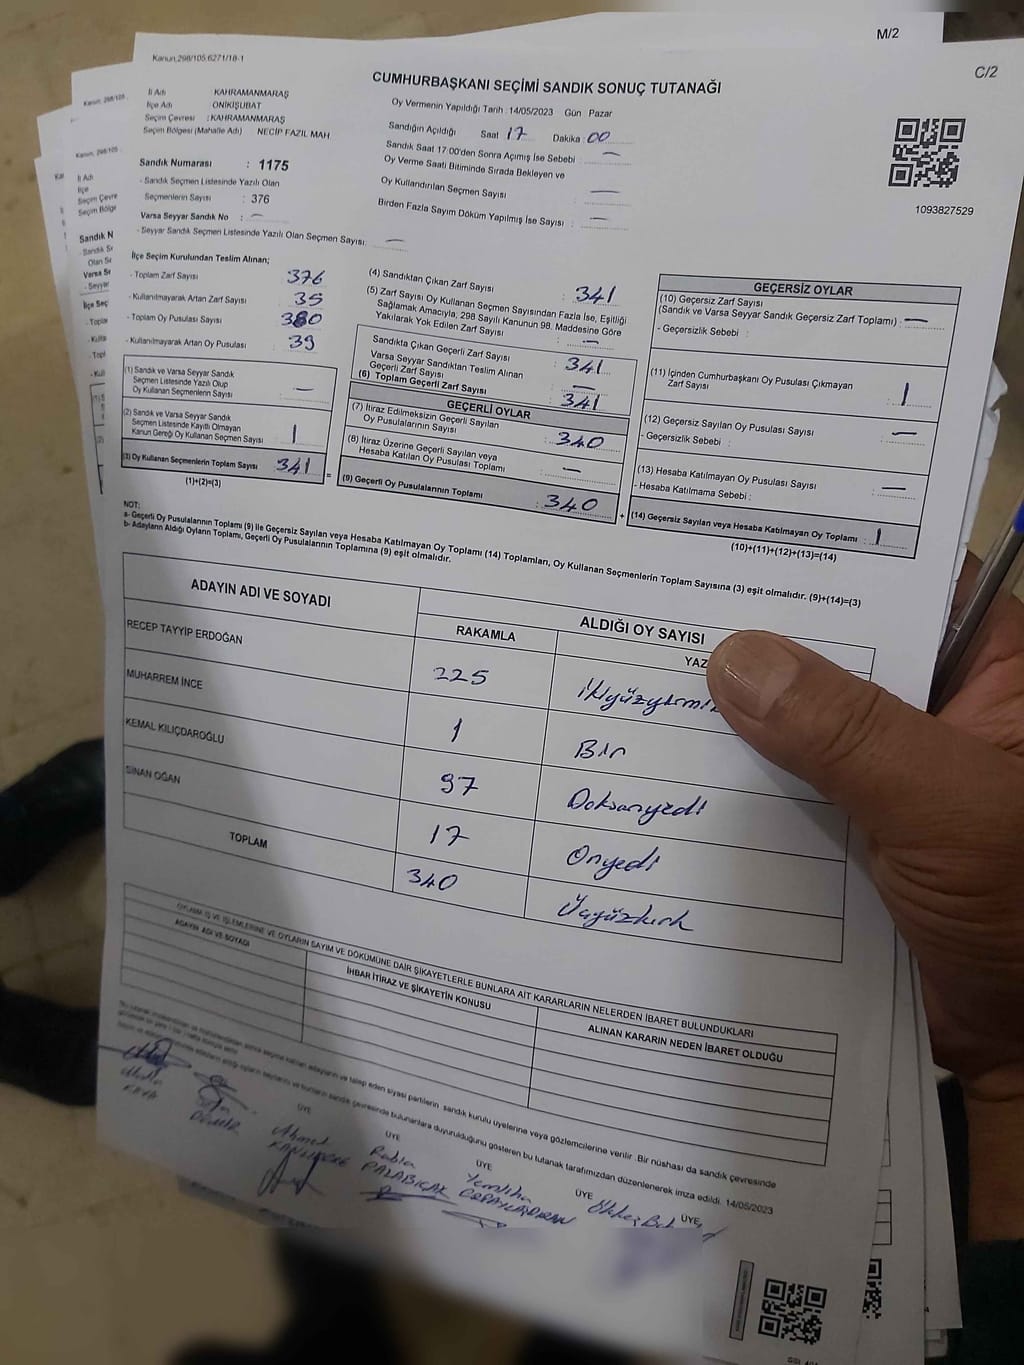 M/2
C/2
Kanun;298/105;6271/18-1
CUMHURBAŞKANI SEÇİMİ SANDIK SONUÇ TUTANAĞI
İl Adı : KAHRAMANMARAŞ
İlçe Adı ONİKİŞUBAT
Seçim Çevresi : KAHRAMANMARAŞ
Seçim Bölgesi (Mahalle Adı) NECİP FAZIL MAH
Sandık Numarası : 1175
- Sandık Seçmen Listesinde Yazılı Olan
Seçmenlerin Sayısı : 376
Varsa Seyyar Sandık No : —
- Seyyar Sandık Seçmen Listesinde Yazılı Olan Seçmen Sayısı: —
Oy Vermenin Yapıldığı Tarih : 14/05/2023 Gün Pazar
Sandığın Açıldığı Saat 17 Dakika : 00
Sandık Saat 17:00'den Sonra Açımış İse Sebebi : —
Oy Verme Saati Bitiminde Sırada Bekleyen ve
Oy Kullandırılan Seçmen Sayısı : —
Birden Fazla Sayım Döküm Yapılmış İse Sayısı : —
1093827529
İlçe Seçim Kurulundan Teslim Alınan;
- Toplam Zarf Sayısı : 376
- Kullanılmayarak Artan Zarf Sayısı : 35
- Toplam Oy Pusulası Sayısı : 380
- Kullanılmayarak Artan Oy Pusulası : 39
(1) Sandık ve Varsa Seyyar Sandık
Seçmen Listesinde Yazılı Olup
Oy Kullanan Seçmenlerin Sayısı : —
(2) Sandık ve Varsa Seyyar Sandık
Seçmen Listesinde Kayıtlı Olmayan
Kanun Gereği Oy Kullanan Seçmen Sayısı : 1
(3) Oy Kullanan Seçmenlerin Toplam Sayısı : 341
(1)+(2)=(3)
=
(4) Sandıktan Çıkan Zarf Sayısı : 341
(5) Zarf Sayısı Oy Kullanan Seçmen Sayısından Fazla İse, Eşitliği
Sağlamak Amacıyla, 298 Sayılı Kanunun 98. Maddesine Göre
Yakılarak Yok Edilen Zarf Sayısı : —
Sandıkta Çıkan Geçerli Zarf Sayısı : 341
Varsa Seyyar Sandıktan Teslim Alınan
Geçerli Zarf Sayısı : —
(6) Toplam Geçerli Zarf Sayısı : 341
GEÇERLİ OYLAR
(7) İtiraz Edilmeksizin Geçerli Sayılan
Oy Pusulalarının Sayısı : 340
(8) İtiraz Üzerine Geçerli Sayılan veya
Hesaba Katılan Oy Pusulası Toplamı : —
(9) Geçerli Oy Pusulalarının Toplamı : 340
+
GEÇERSİZ OYLAR
(10) Geçersiz Zarf Sayısı
(Sandık ve Varsa Seyyar Sandık Geçersiz Zarf Toplamı) : —
- Geçersizlik Sebebi :
(11) İçinden Cumhurbaşkanı Oy Pusulası Çıkmayan
Zarf Sayısı : 1
(12) Geçersiz Sayılan Oy Pusulası Sayısı : —
- Geçersizlik Sebebi :
(13) Hesaba Katılmayan Oy Pusulası Sayısı : —
- Hesaba Katılmama Sebebi :
(14) Geçersiz Sayılan veya Hesaba Katılmayan Oy Toplamı : 1
(10)+(11)+(12)+(13)=(14)
NOT:
a- Geçerli Oy Pusulalarının Toplamı (9) ile Geçersiz Sayılan veya Hesaba Katılmayan Oy Toplamı (14) Toplamları, Oy Kullanan Seçmenlerin Toplam Sayısına (3) eşit olmalıdır. (9)+(14)=(3)
b- Adayların Aldığı Oyların Toplamı, Geçerli Oy Pusulalarının Toplamına (9) eşit olmalıdır.
ADAYIN ADI VE SOYADI ALDIĞI OY SAYISI
RAKAMLA YAZ
RECEP TAYYİP ERDOĞAN 225 İkiyüzyirmi
MUHARREM İNCE 1 Bir
KEMAL KILIÇDAROĞLU 97 Doksanyedi
SİNAN OĞAN 17 Onyedi
TOPLAM 340 Üçyüzkırk
OYLAMA İŞ VE İŞLEMLERİNE VE OYLARIN SAYIM VE DÖKÜMÜNE DAİR ŞİKAYETLERLE BUNLARA AİT KARARLARIN NELERDEN İBARET BULUNDUKLARI
ADAYIN ADI VE SOYADI İHBAR İTİRAZ VE ŞİKAYETİN KONUSU ALINAN KARARIN NEDEN İBARET OLDUĞU
sandık kurulu üyelerine veya gözlemcilerine verilir. Bir nüshası da sandık çevresinde
duyurulduğunu gösteren bu tutanak tarafımızdan düzenlenerek imza edildi. 14/05/2023
ÜYE ÜYE ÜYE ÜYE ÜYE
KAYA
Ahmet
Rabia
PALABIYIK